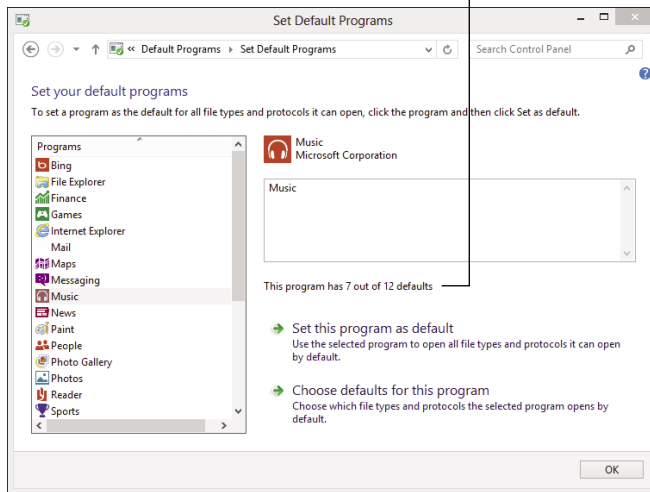 Set Default Programs
« Default Programs Set Default Programs
Search Control Panel
Set your default programs
To set a program as the default for all file types and protocols it can open, click the program and then click Set as default.
Programs
Bing
File Explorer
Finance
Games
Internet Explorer
Mail
Maps
Messaging
Music
News
Paint
People
Photo Gallery
Photos
Reader
Sports
Music
Microsoft Corporation
Music
This program has 7 out of 12 defaults
Set this program as default
Use the selected program to open all file types and protocols it can open
by default.
Choose defaults for this program
Choose which file types and protocols the selected program opens by
default.
OK